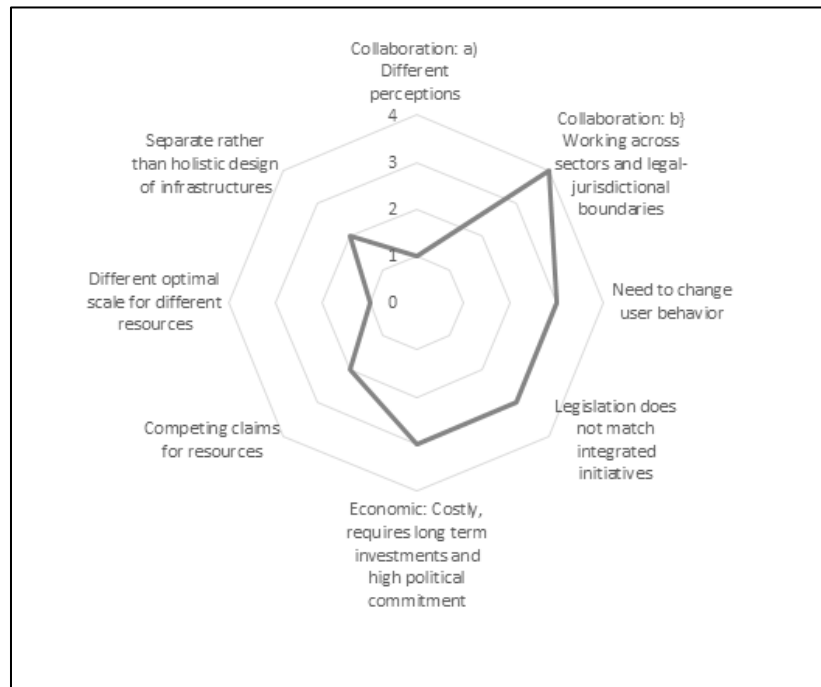 Collaboration: a)
Different
perceptions
Collaboration: b}
Working across
sectors and legal-
jurisdictional
boundaries
Need to change
user behavior
Legislation does
not match
integrated
initiatives
Economic: Costly,
requires long term
investments and
high political
commitment
Competing claims
for resources
Different optimal
scale for different
resources
Separate rather
than holistic design
of infrastructures
4
3
2
1
0